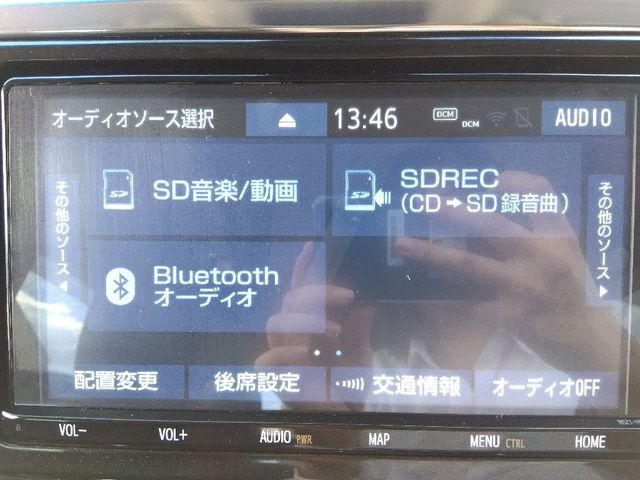 オーディオソース選択
13:46
DCM
DCM
AUDIO
その他のソース
SD音楽/動画
SDREC
(CD→SD録音曲)
その他のソース
Bluetooth
オーディオ
配置変更
後席設定
交通情報
オーディオOFF
VOL-
VOL+
AUDIO PWR
MAP
MENU CTRL
HOME